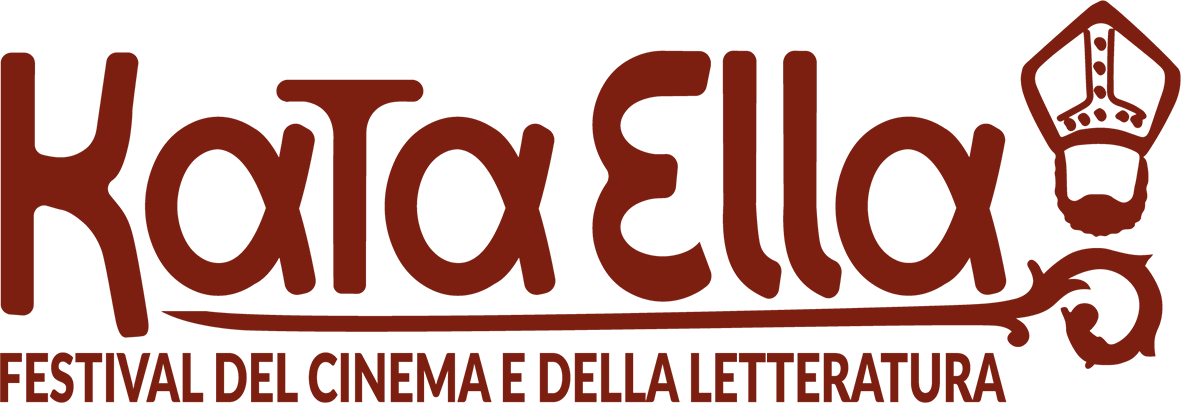 KaTa Ella
FESTIVAL DEL CINEMA E DELLA LETTERATURA